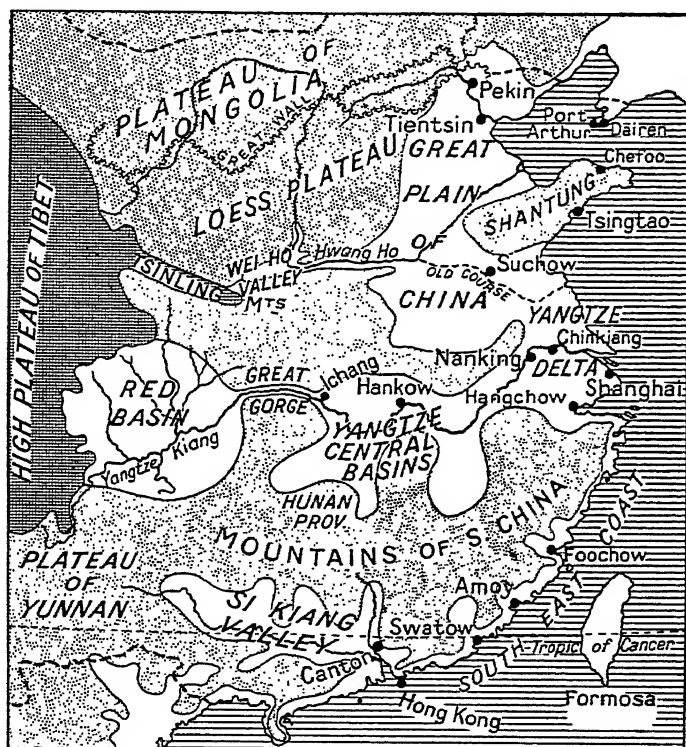 PLATEAU OF
MONGOLIA
GREAT WALL
Pekin
Tientsin
Port
Arthur
Dairen
Chefoo
GREAT
PLAIN
OF
CHINA
LOESS PLATEAU
SHANTUNG
Tsingtao
HIGH PLATEAU OF TIBET
TSINLING
MTS
WEI-HO
VALLEY
Hwang Ho
OLD COURSE
Suchow
YANGTZE
DELTA
Chinkiang
Nanking
Shanghai
Hangchow
RED
BASIN
GREAT
GORGE
Ichang
Hankow
Yangtze Kiang
YANGTZE
CENTRAL
BASINS
HUNAN
PROV.
MOUNTAINS OF S CHINA
PLATEAU
OF
YUNNAN
SI KIANG
VALLEY
Foochow
Amoy
Swatow
Canton
Hong Kong
SOUTH EAST COAST
Tropic of Cancer
Formosa